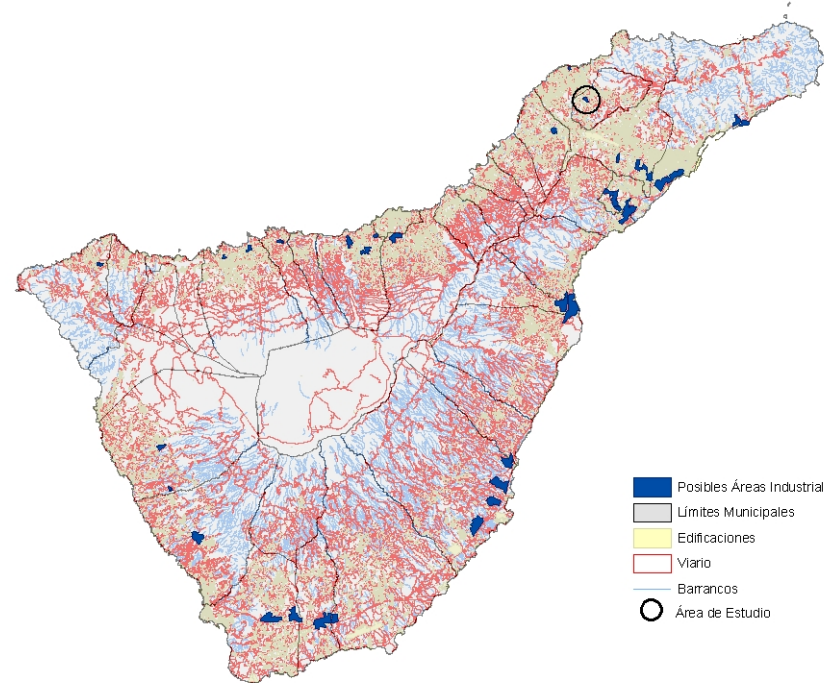 Posibles Áreas Industrial
Límites Municipales
Edificaciones
Viario
Barrancos
Área de Estudio